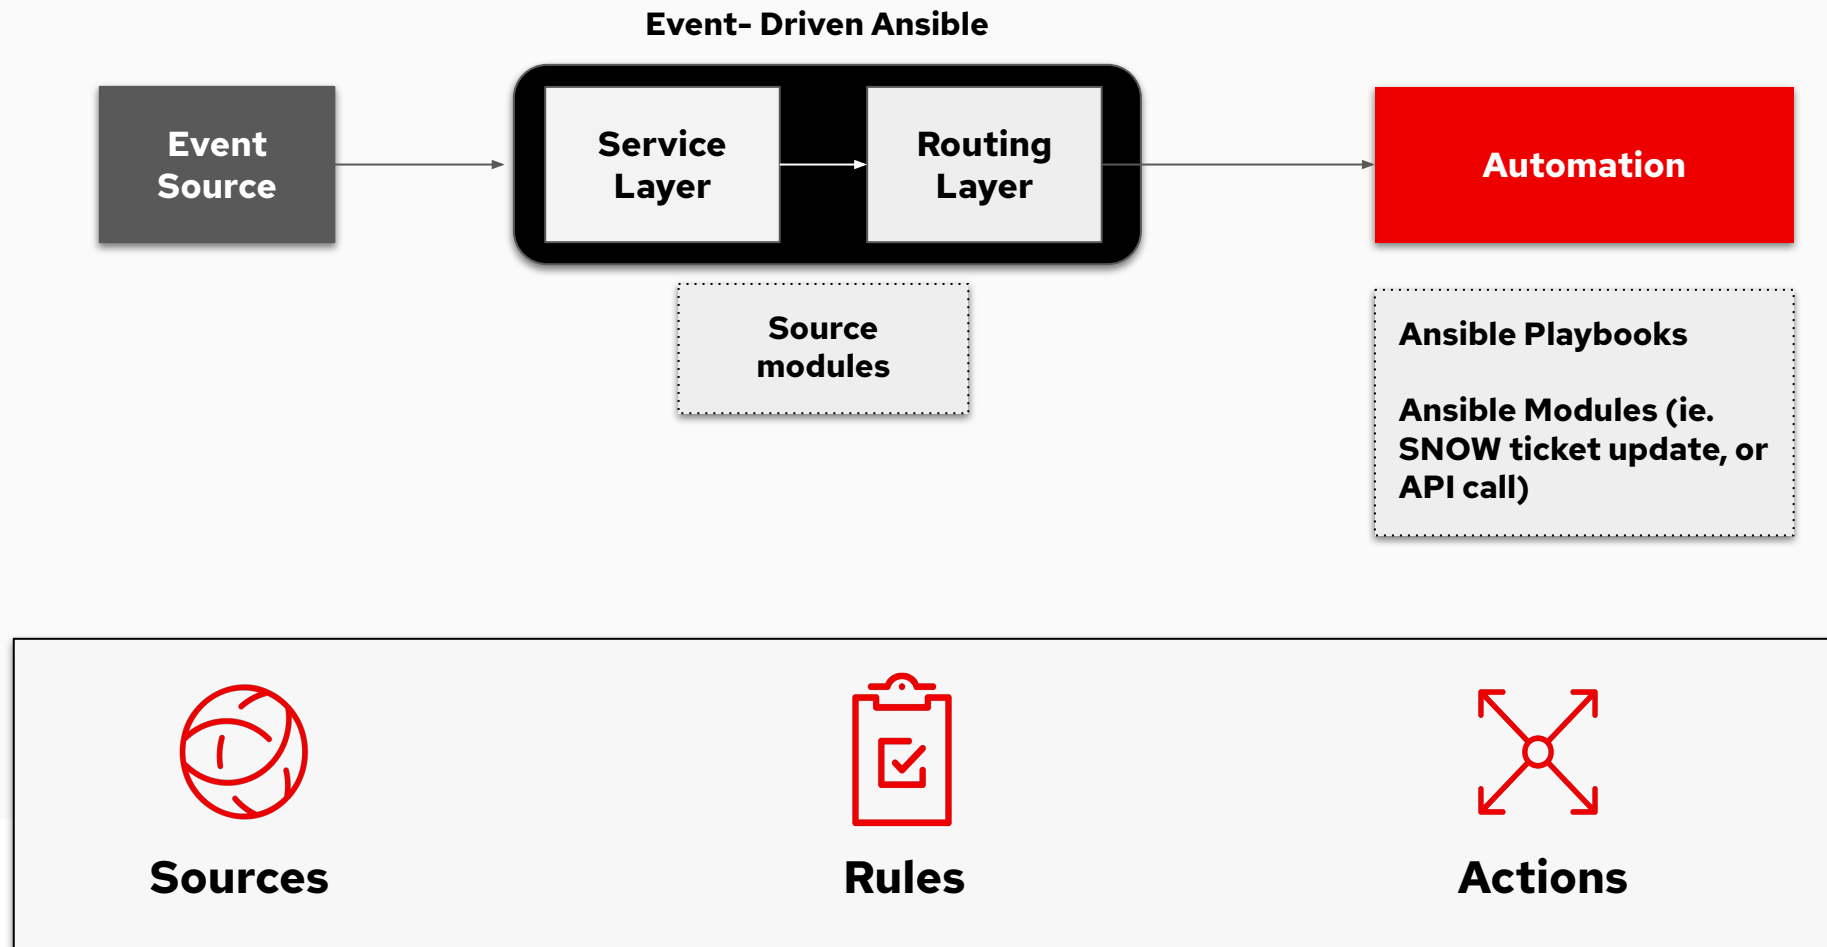 Event- Driven Ansible
Event
Source
Service
Layer
Routing
Layer
Automation
Source
modules
Ansible Playbooks
Ansible Modules (ie.
SNOW ticket update, or
API call)
Sources
Rules
Actions